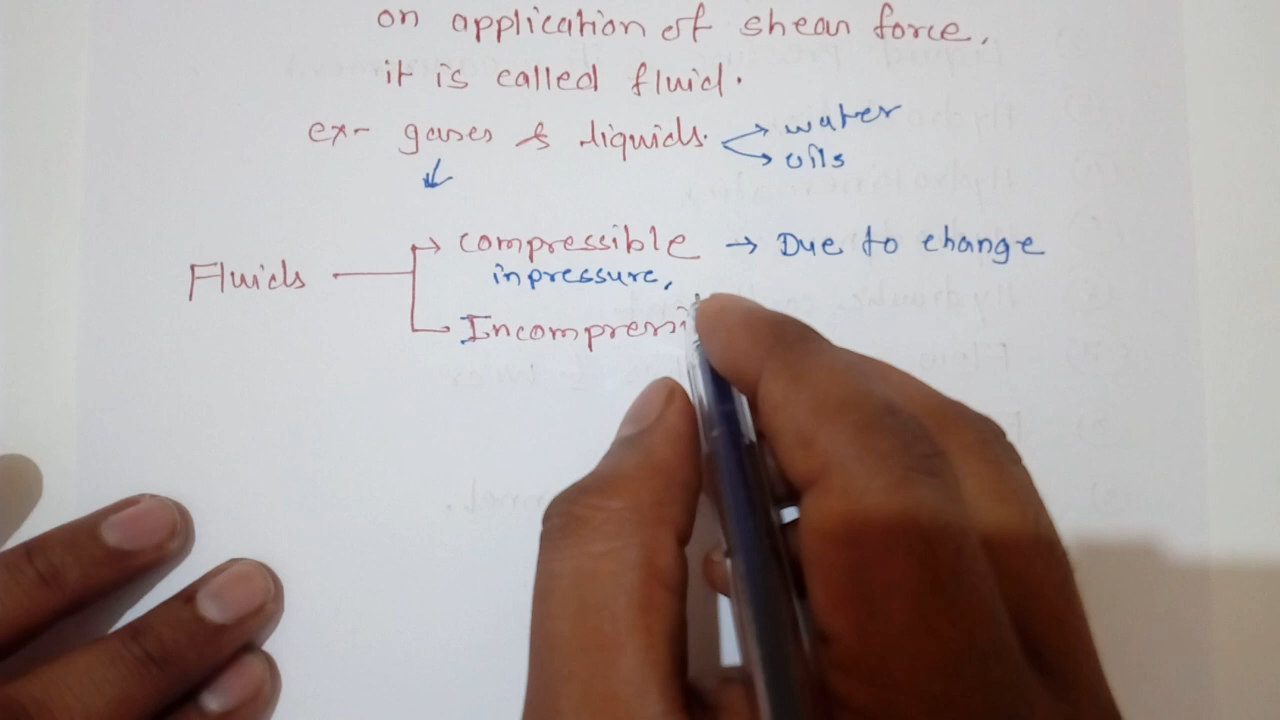 on application of shear force,
it is called fluid.
ex- gases & liquids. → water
→ oils
Fluids → compressible → Due to change
in pressure,
Incompressi